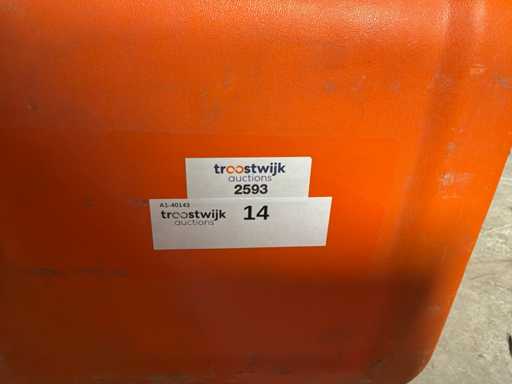 troostwijk
auctions
2593
A1-40143
troostwijk 14
auctions